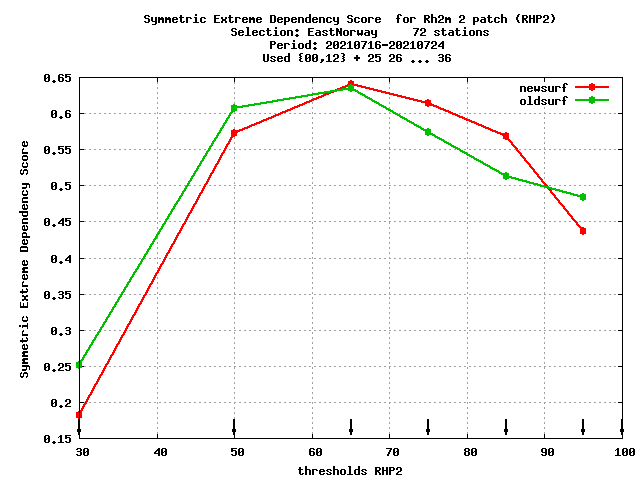 Symmetric Extreme Dependency Score  for Rh2m 2 patch (RHP2)
Selection: EastNorway     72 stations
Period: 20210716-20210724
Used {00,12} + 25 26 ... 36
newsurf
oldsurf
Symmetric Extreme Dependency Score
0.65
0.6
0.55
0.5
0.45
0.4
0.35
0.3
0.25
0.2
0.15
30 40 50 60 70 80 90 100
thresholds RHP2